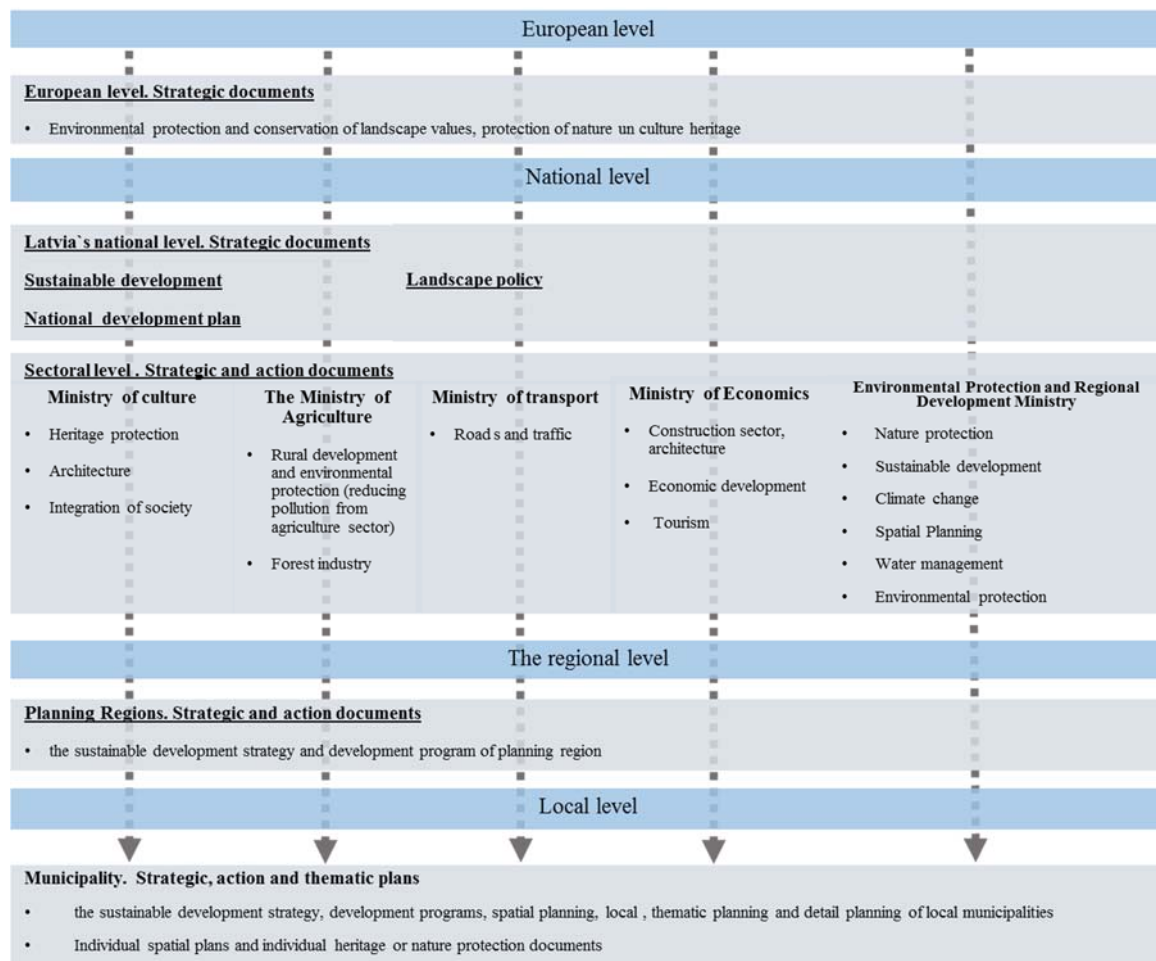 European level
European level. Strategic documents
• Environmental protection and conservation of landscape values, protection of nature un culture heritage
National level
Latvia`s national level. Strategic documents
Sustainable development
Landscape policy
National development plan
Sectoral level . Strategic and action documents
Ministry of culture
• Heritage protection
• Architecture
• Integration of society
The Ministry of
Agriculture
• Rural development
and environmental
protection (reducing
pollution from
agriculture sector)
• Forest industry
Ministry of transport
• Road s and traffic
Ministry of Economics
• Construction sector,
architecture
• Economic development
• Tourism
Environmental Protection and Regional
Development Ministry
• Nature protection
• Sustainable development
• Climate change
• Spatial Planning
• Water management
• Environmental protection
The regional level
Planning Regions. Strategic and action documents
• the sustainable development strategy and development program of planning region
Local level
Municipality. Strategic, action and thematic plans
• the sustainable development strategy, development programs, spatial planning, local , thematic planning and detail planning of local municipalities
• Individual spatial plans and individual heritage or nature protection documents